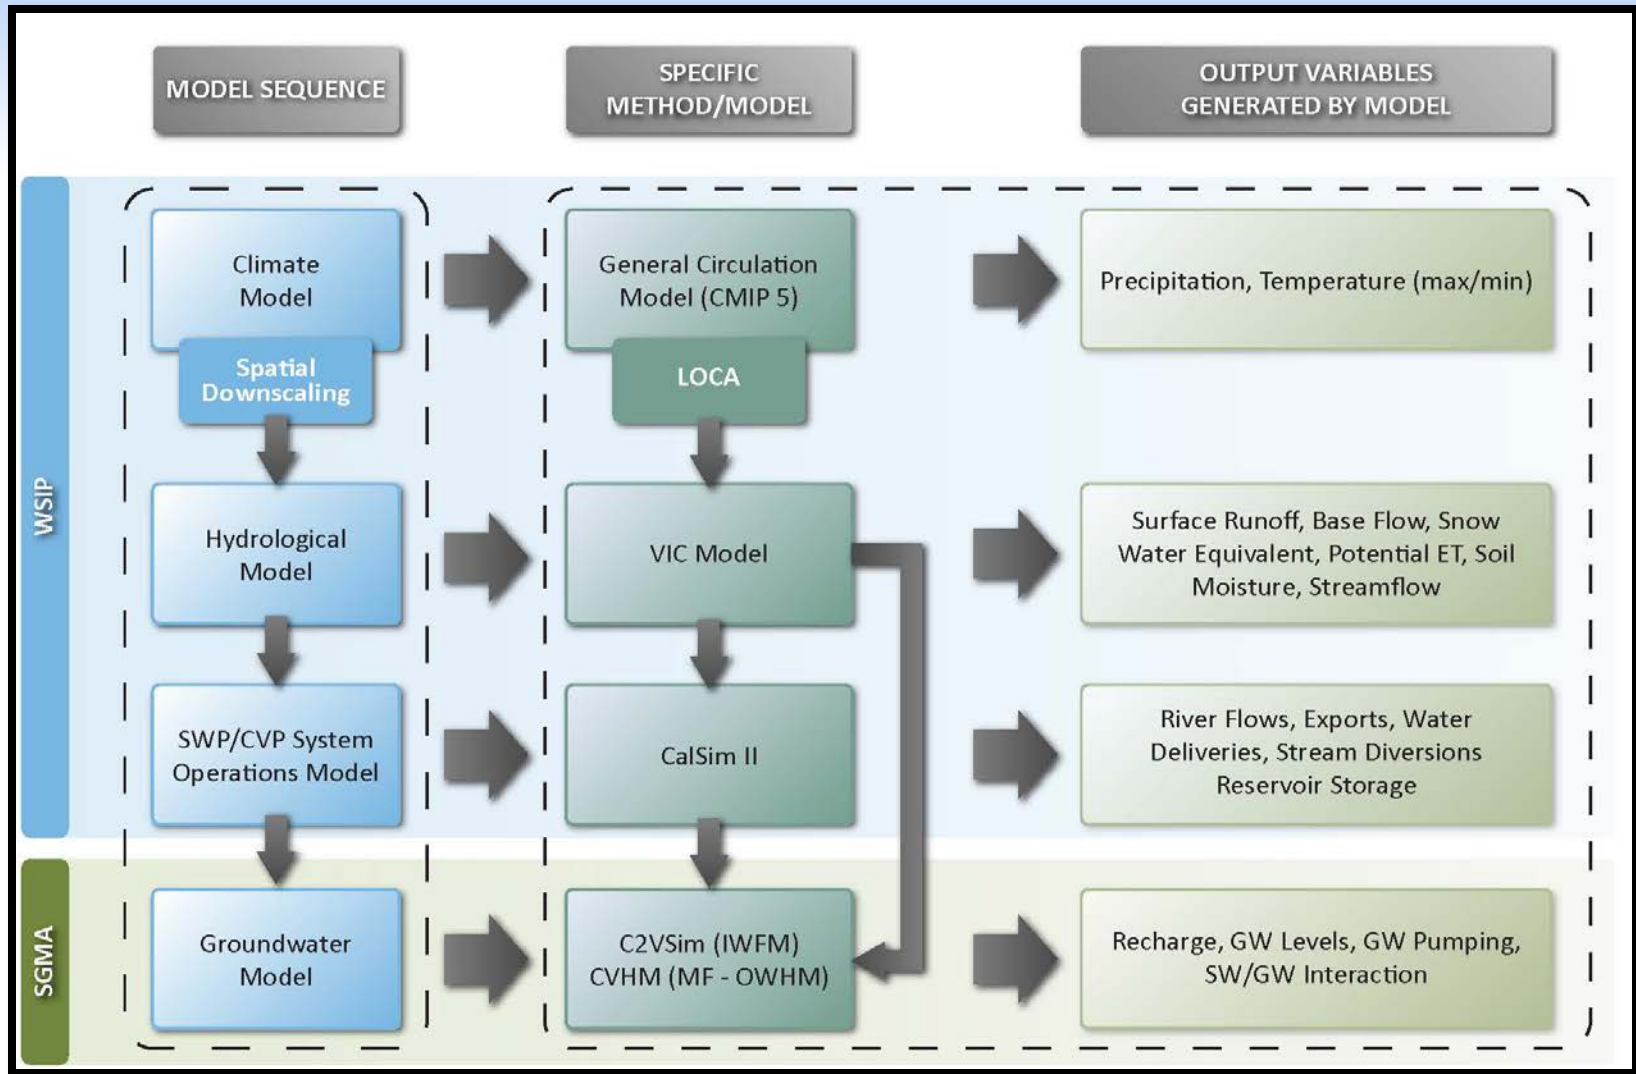 MODEL SEQUENCE
SPECIFIC
METHOD/MODEL
OUTPUT VARIABLES
GENERATED BY MODEL
WSIP
Climate
Model
General Circulation
Model (CMIP 5)
Precipitation, Temperature (max/min)
Spatial
Downscaling
LOCA
Hydrological
Model
VIC Model
Surface Runoff, Base Flow, Snow
Water Equivalent, Potential ET, Soil
Moisture, Streamflow
SWP/CVP System
Operations Model
CalSim II
River Flows, Exports, Water
Deliveries, Stream Diversions
Reservoir Storage
SGMA
Groundwater
Model
C2VSim (IWFM)
CVHM (MF - OWHM)
Recharge, GW Levels, GW Pumping,
SW/GW Interaction